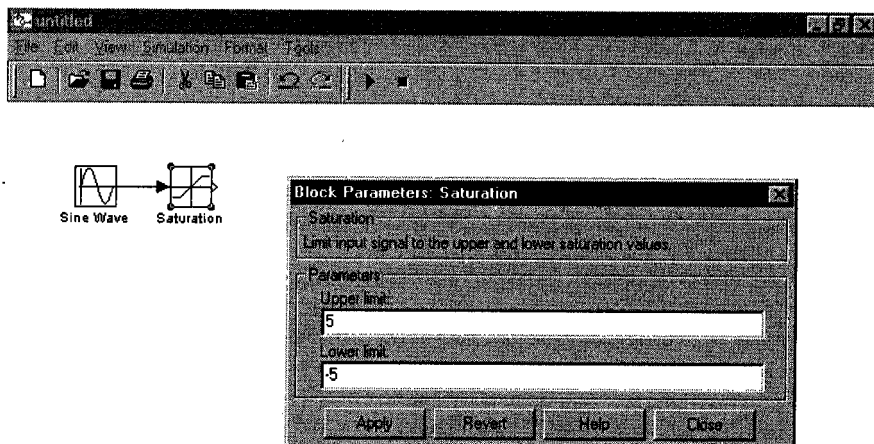 untitled
File Edit View Simulation Format Tools
Sine Wave
Saturation
Block Parameters: Saturation
Saturation
Limit input signal to the upper and lower saturation values.
Parameters
Upper limit:
5
Lower limit:
-5
Apply Revert Help Close